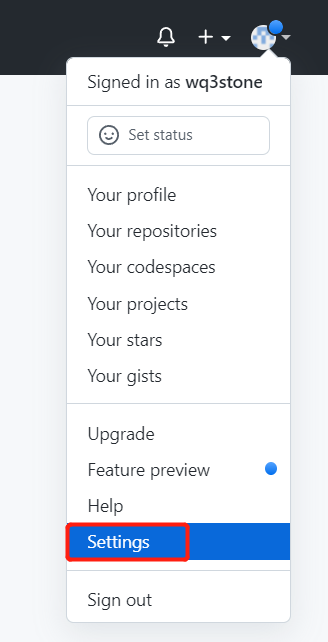 Signed in as wq3stone
Set status
Your profile
Your repositories
Your codespaces
Your projects
Your stars
Your gists
Upgrade
Feature preview
Help
Settings
Sign out